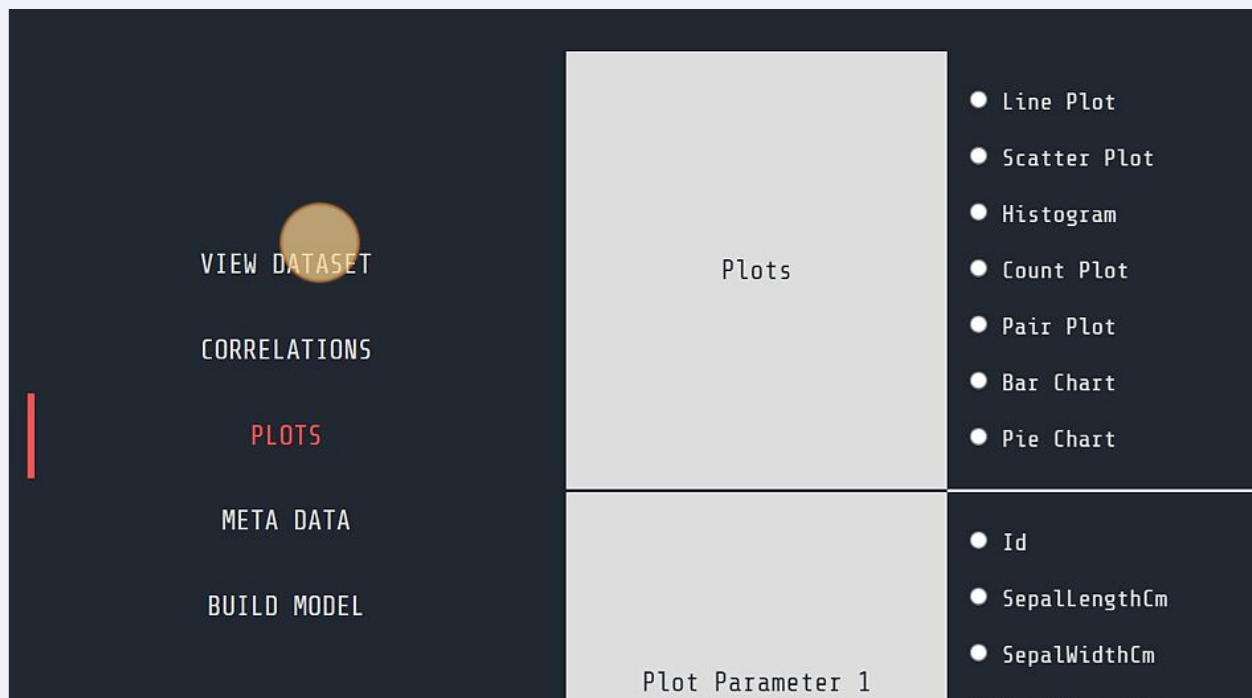 VIEW DATASET
CORRELATIONS
PLOTS
META DATA
BUILD MODEL
Plots
Line Plot
Scatter Plot
Histogram
Count Plot
Pair Plot
Bar Chart
Pie Chart
Plot Parameter 1
Id
SepalLengthCm
SepalWidthCm